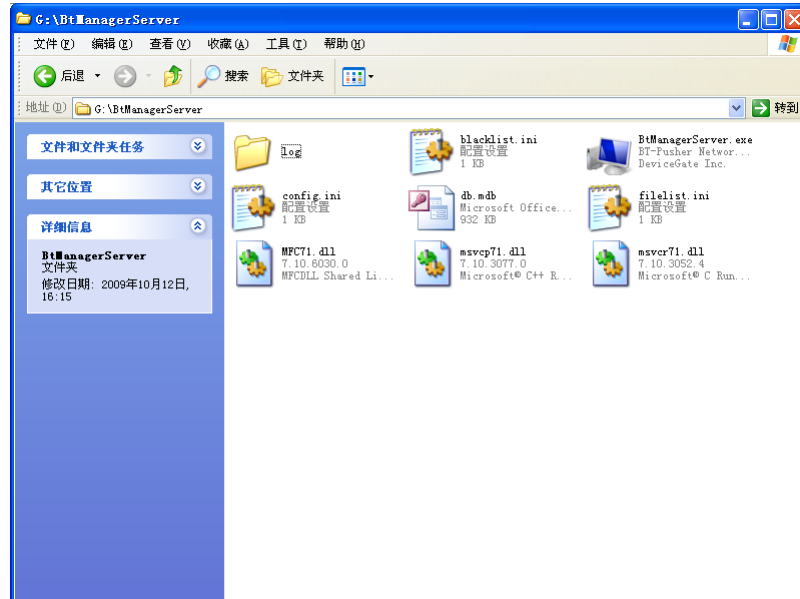 G:\BtManagerServer
文件(F) 编辑(E) 查看(V) 收藏(A) 工具(T) 帮助(H)
后退 搜索 文件夹
地址(D) G:\BtManagerServer 转到
文件和文件夹任务
其它位置
详细信息
BtManagerServer
文件夹
修改日期: 2009年10月12日,
16:15
log
blacklist.ini
配置设置
1 KB
BtManagerServer.exe
BT-Pusher Networ...
DeviceGate Inc.
config.ini
配置设置
1 KB
db.mdb
Microsoft Office...
932 KB
filelist.ini
配置设置
1 KB
MFC71.dll
7.10.6030.0
MFCDLL Shared Li...
msvcp71.dll
7.10.3077.0
Microsoft® C++ R...
msvcr71.dll
7.10.3052.4
Microsoft® C Run...